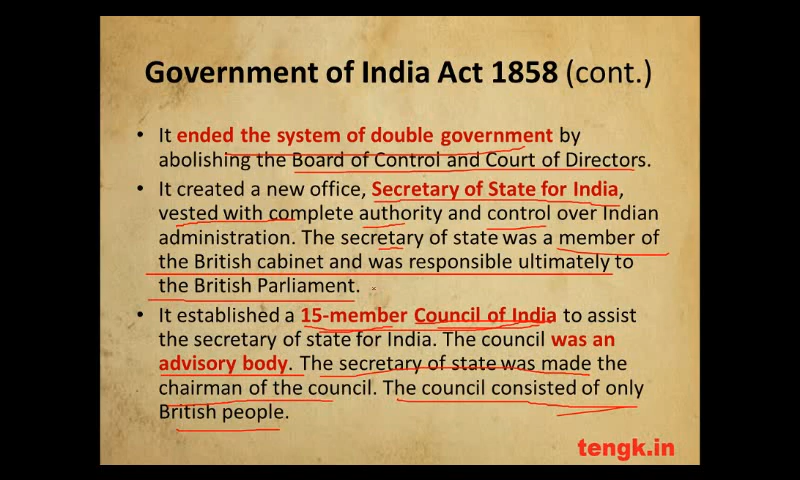 Government of India Act 1858 (cont.)
• It ended the system of double government by
abolishing the Board of Control and Court of Directors.
• It created a new office, Secretary of State for India,
vested with complete authority and control over Indian
administration. The secretary of state was a member of
the British cabinet and was responsible ultimately to
the British Parliament.
• It established a 15-member Council of India to assist
the secretary of state for India. The council was an
advisory body. The secretary of state was made the
chairman of the council. The council consisted of only
British people.
tengk.in